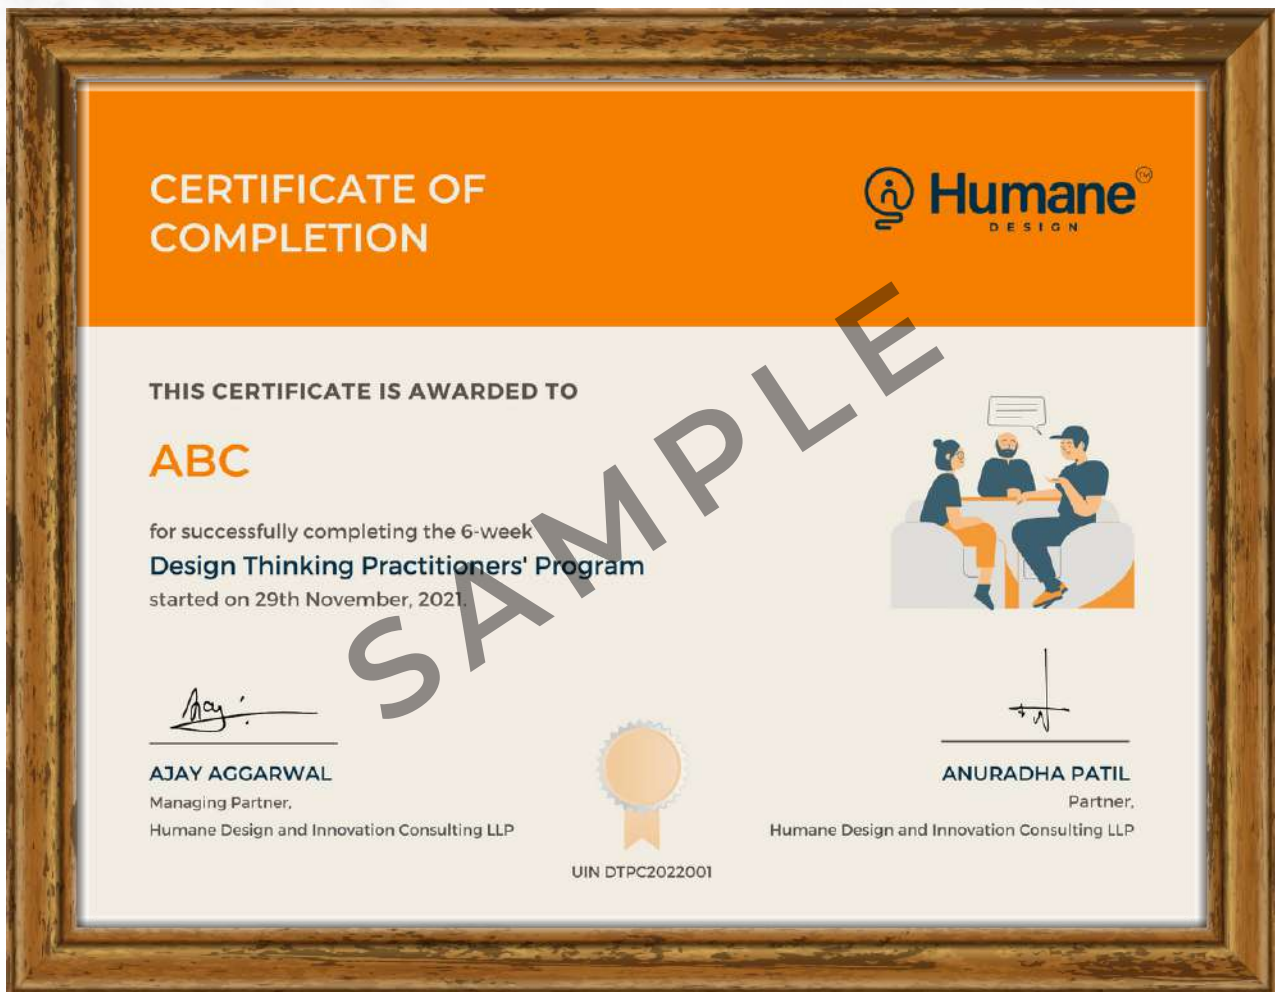 CERTIFICATE OF
COMPLETION
Humane
TM
DESIGN
THIS CERTIFICATE IS AWARDED TO
ABC
for successfully completing the 6-week
Design Thinking Practitioners' Program
started on 29th November, 2021.
SAMPLE
AJAY AGGARWAL
Managing Partner,
Humane Design and Innovation Consulting LLP
ANURADHA PATIL
Partner,
Humane Design and Innovation Consulting LLP
UIN DTPC2022001